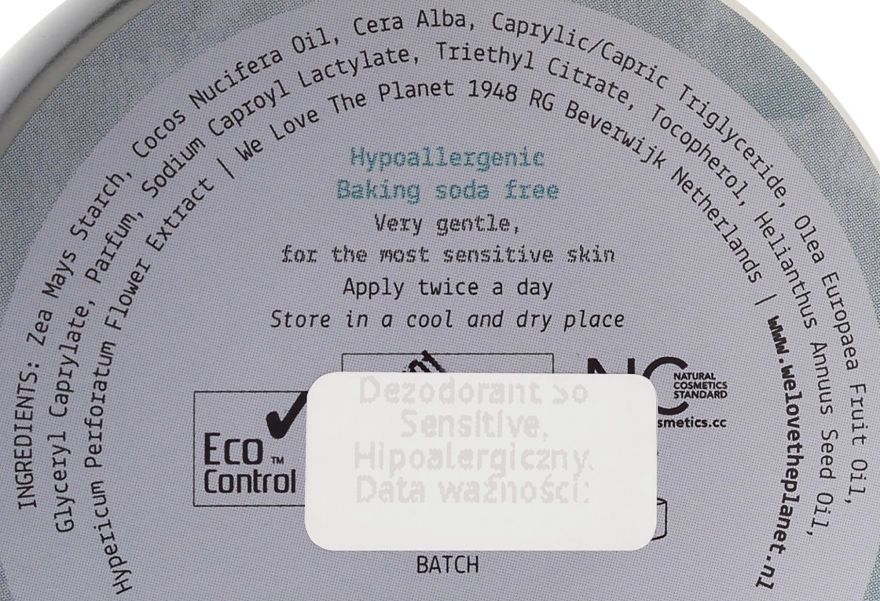 INGREDIENTS: Zea Mays Starch, Cocos Nucifera Oil, Cera Alba, Caprylic/Capric Triglyceride, Olea Europaea Fruit Oil,
Glyceryl Caprylate, Parfum, Sodium Caproyl Lactylate, Triethyl Citrate, Tocopherol, Helianthus Annuus Seed Oil,
Hypericum Perforatum Flower Extract | We Love The Planet 1948 RG Beverwijk Netherlands | www.welovetheplanet.nl
Hypoallergenic
Baking soda free
Very gentle,
for the most sensitive skin
Apply twice a day
Store in a cool and dry place
NATURAL
COSMETICS
STANDARD
smetics.cc
Eco™
Control
Dezodorant So
Sensitive,
Hipoalergiczny.
Data ważności:
BATCH